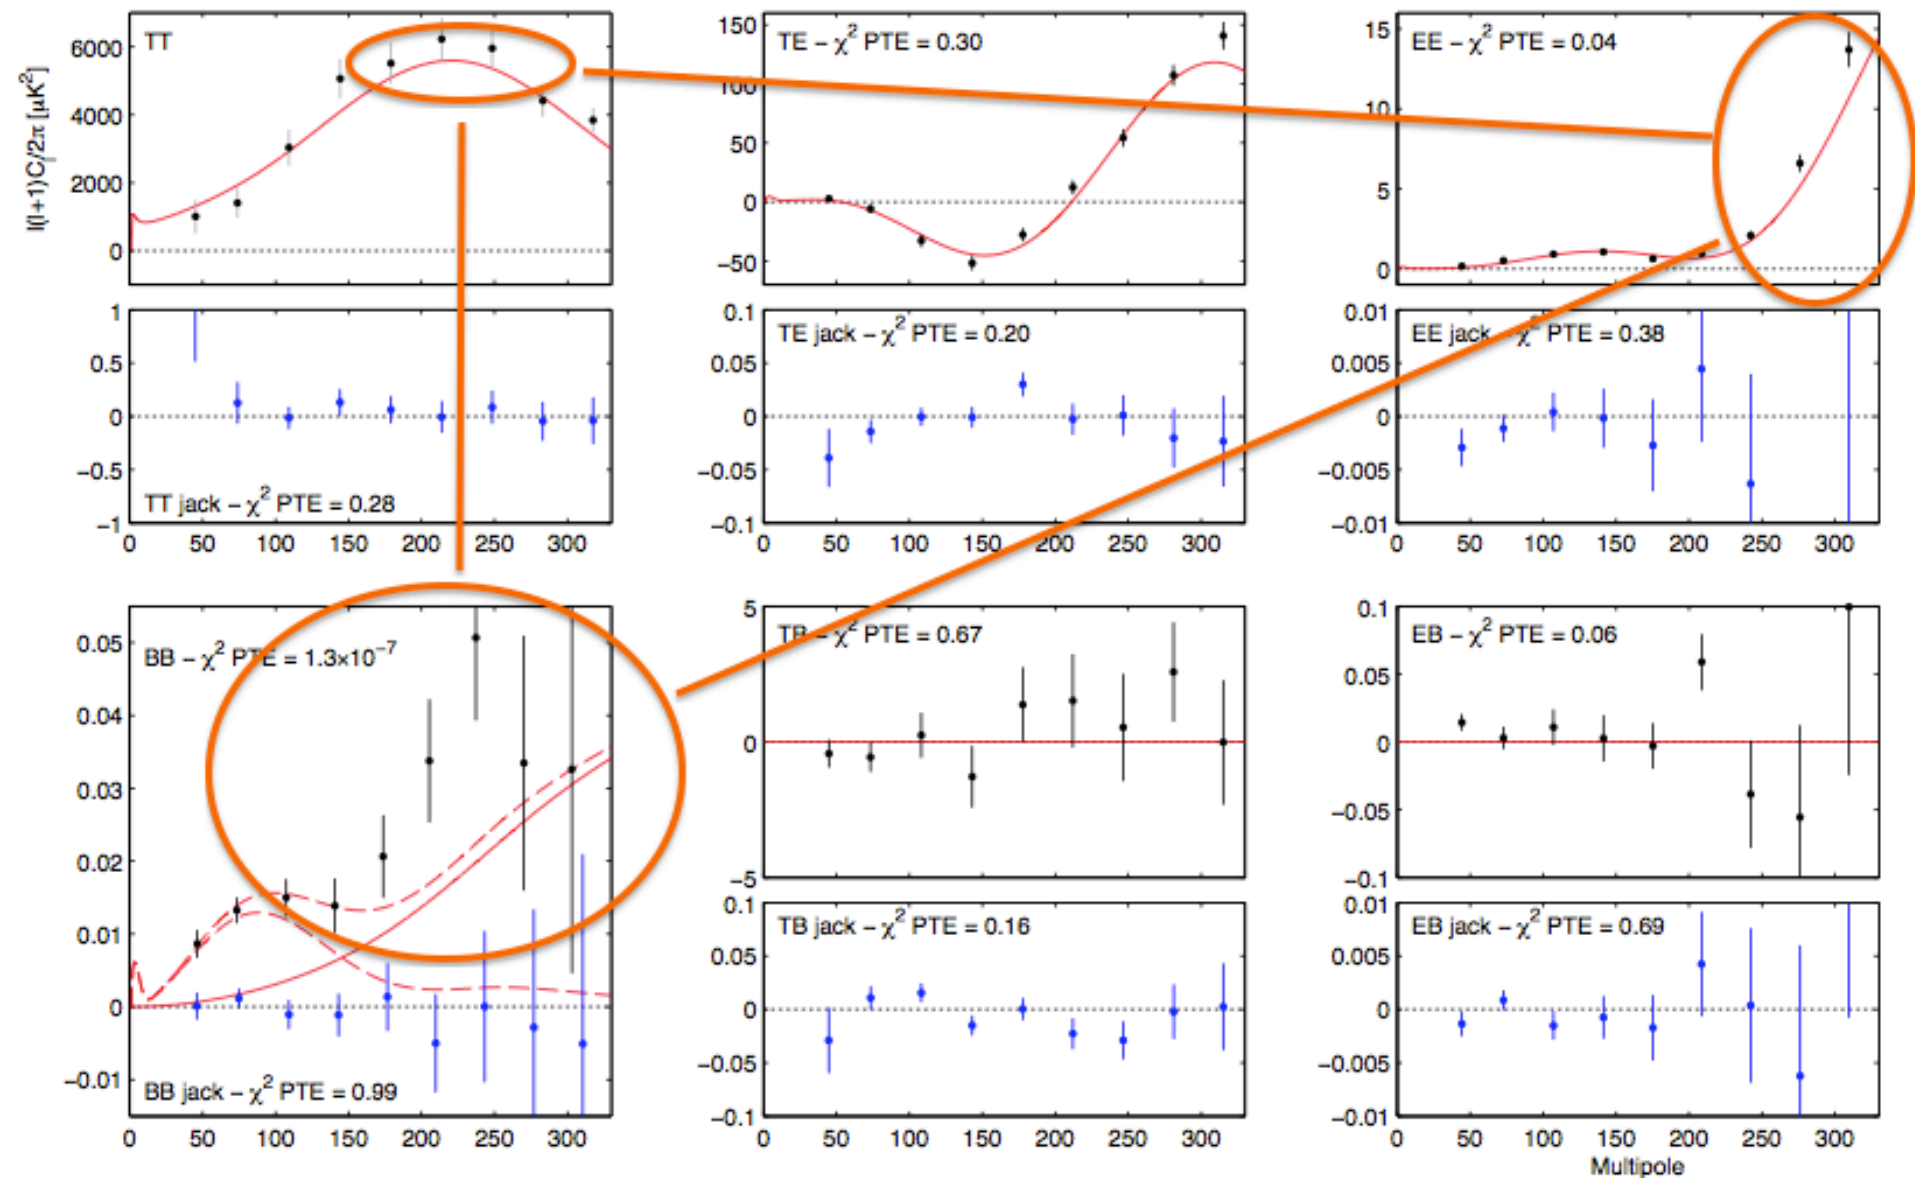 l(l+1)C_l/2π [μK²]
TT
6000
4000
2000
0
TE − χ² PTE = 0.30
150
100
50
0
−50
EE − χ² PTE = 0.04
15
10
5
0
1
0.5
0
−0.5
−1
TT jack − χ² PTE = 0.28
0 50 100 150 200 250 300
TE jack − χ² PTE = 0.20
0.1
0.05
0
−0.05
−0.1
0 50 100 150 200 250 300
EE jack − χ² PTE = 0.38
0.01
0.005
0
−0.005
−0.01
0 50 100 150 200 250 300
BB − χ² PTE = 1.3×10⁻⁷
0.05
0.04
0.03
0.02
0.01
0
−0.01
BB jack − χ² PTE = 0.99
0 50 100 150 200 250 300
TB − χ² PTE = 0.67
5
0
−5
EB − χ² PTE = 0.06
0.1
0.05
0
−0.05
−0.1
TB jack − χ² PTE = 0.16
0.1
0.05
0
−0.05
−0.1
0 50 100 150 200 250 300
EB jack − χ² PTE = 0.69
0.01
0.005
0
−0.005
−0.01
0 50 100 150 200 250 300
Multipole